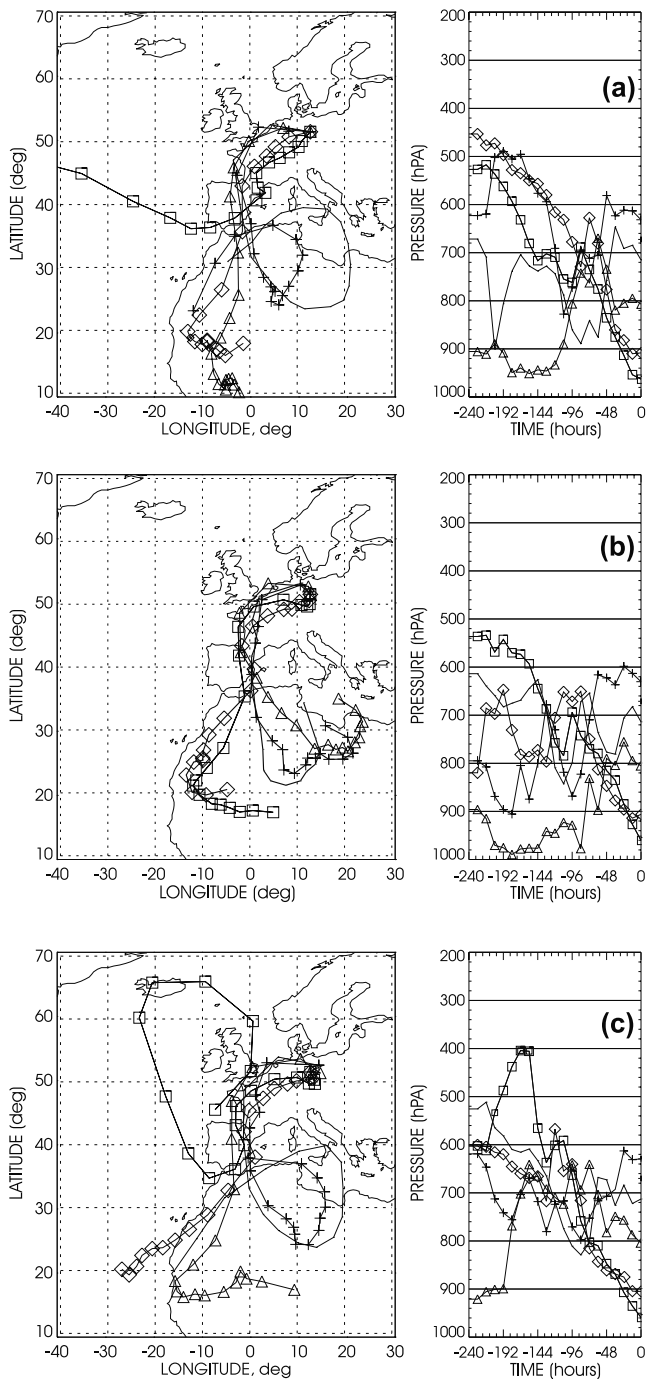 70
60
50
40
30
20
10
LATITUDE (deg)
-40 -30 -20 -10 0 10 20 30
LONGITUDE, deg
200
300
400
500
600
700
800
900
1000
PRESSURE (hPA)
(a)
-240 -192 -144 -96 -48 0
TIME (hours)
70
60
50
40
30
20
10
LATITUDE (deg)
-40 -30 -20 -10 0 10 20 30
LONGITUDE (deg)
200
300
400
500
600
700
800
900
1000
PRESSURE (hPA)
(b)
-240 -192 -144 -96 -48 0
TIME (hours)
70
60
50
40
30
20
10
LATITUDE (deg)
-40 -30 -20 -10 0 10 20 30
LONGITUDE, deg
200
300
400
500
600
700
800
900
1000
PRESSURE (hPA)
(c)
-240 -192 -144 -96 -48 0
TIME (hours)